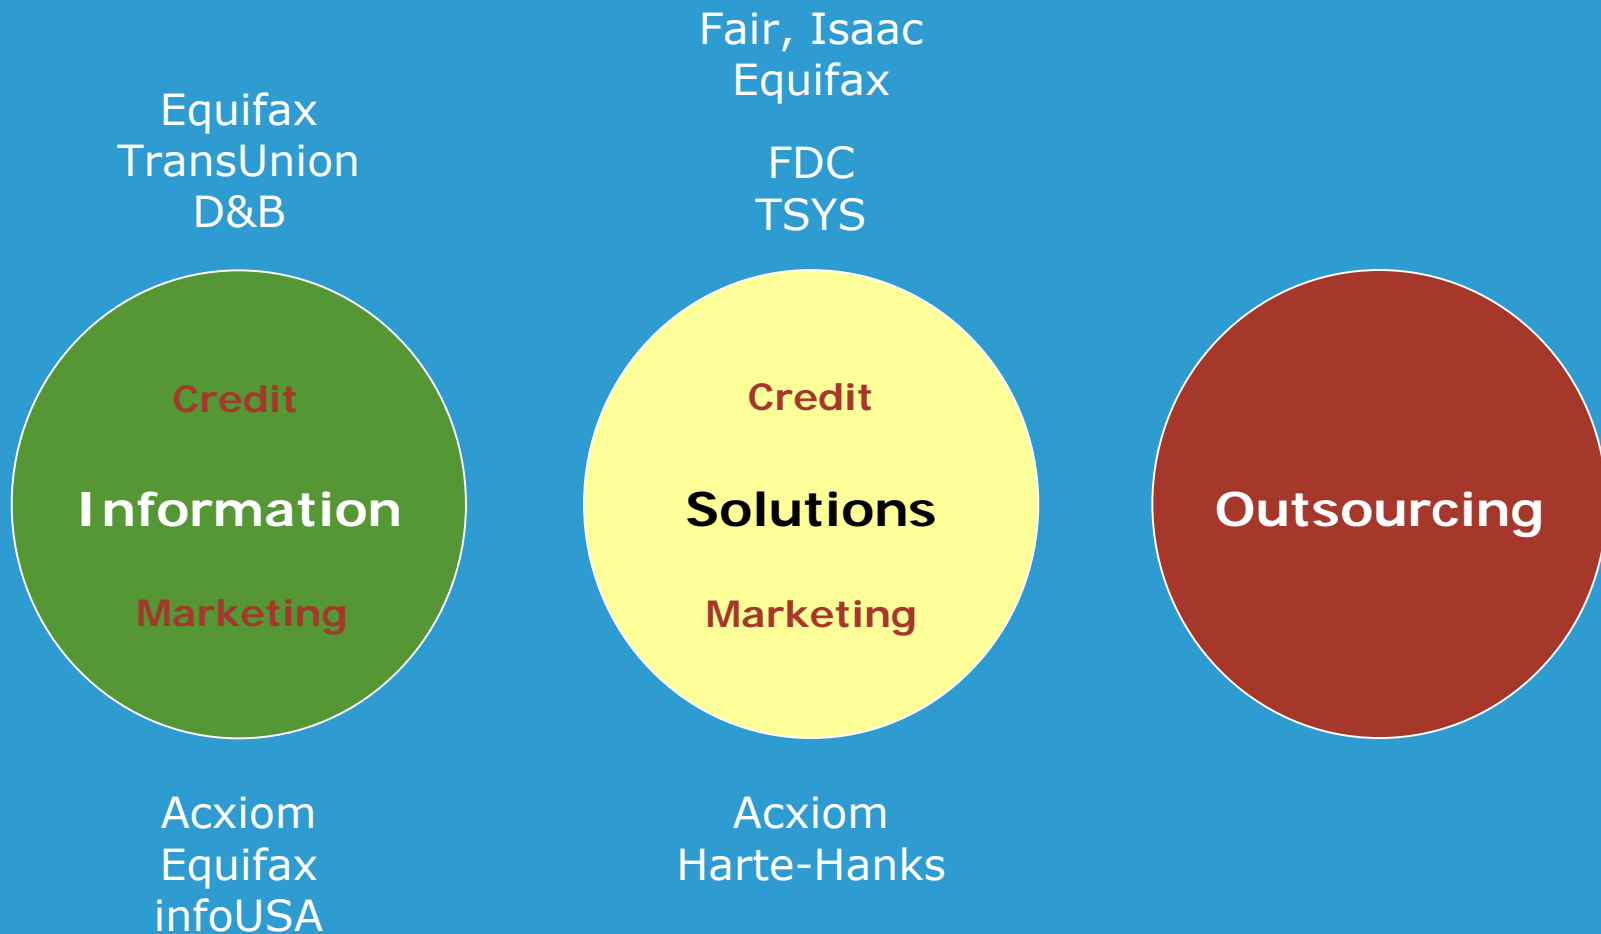 Equifax
TransUnion
D&B
Credit
Information
Marketing
Acxiom
Equifax
infoUSA
Fair, Isaac
Equifax
FDC
TSYS
Credit
Solutions
Marketing
Acxiom
Harte-Hanks
Outsourcing